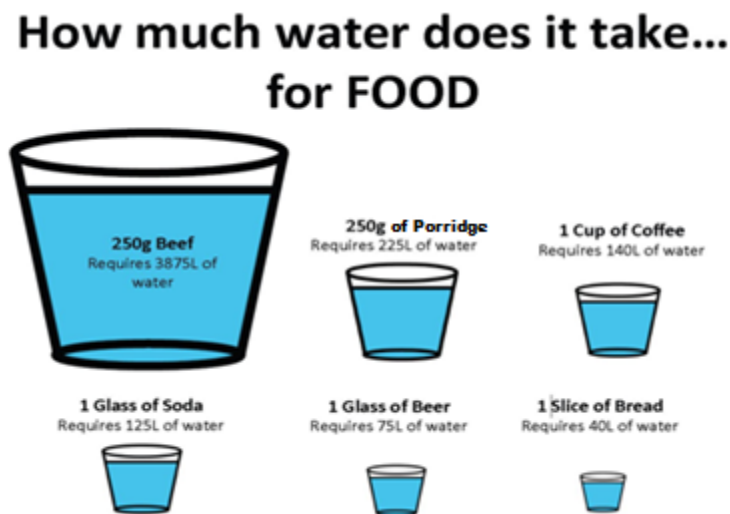 How much water does it take...
for FOOD
250g Beef
Requires 3875L of
water
250g of Porridge
Requires 225L of water
1 Cup of Coffee
Requires 140L of water
1 Glass of Soda
Requires 125L of water
1 Glass of Beer
Requires 75L of water
1 Slice of Bread
Requires 40L of water